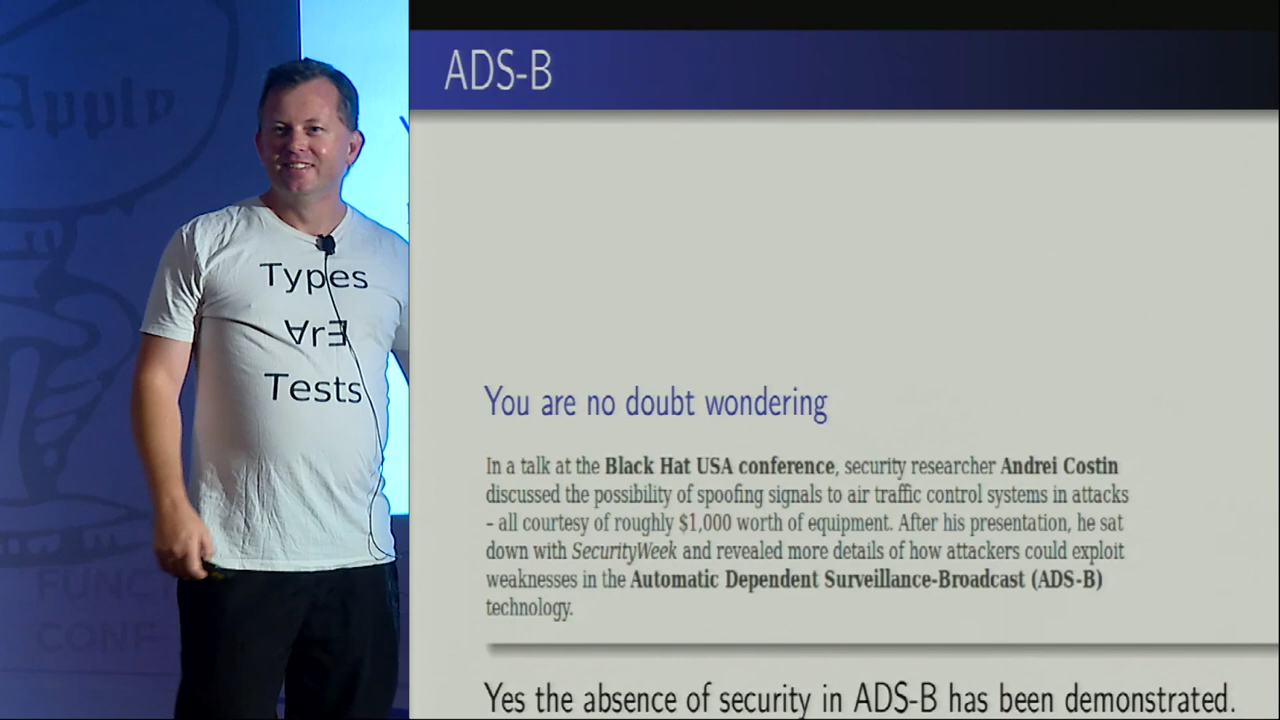 Apple
FUNCT
CONF
Types
∀rƎ
Tests
ADS-B
You are no doubt wondering
In a talk at the Black Hat USA conference, security researcher Andrei Costin
discussed the possibility of spoofing signals to air traffic control systems in attacks
– all courtesy of roughly $1,000 worth of equipment. After his presentation, he sat
down with SecurityWeek and revealed more details of how attackers could exploit
weaknesses in the Automatic Dependent Surveillance-Broadcast (ADS-B)
technology.
Yes the absence of security in ADS-B has been demonstrated.